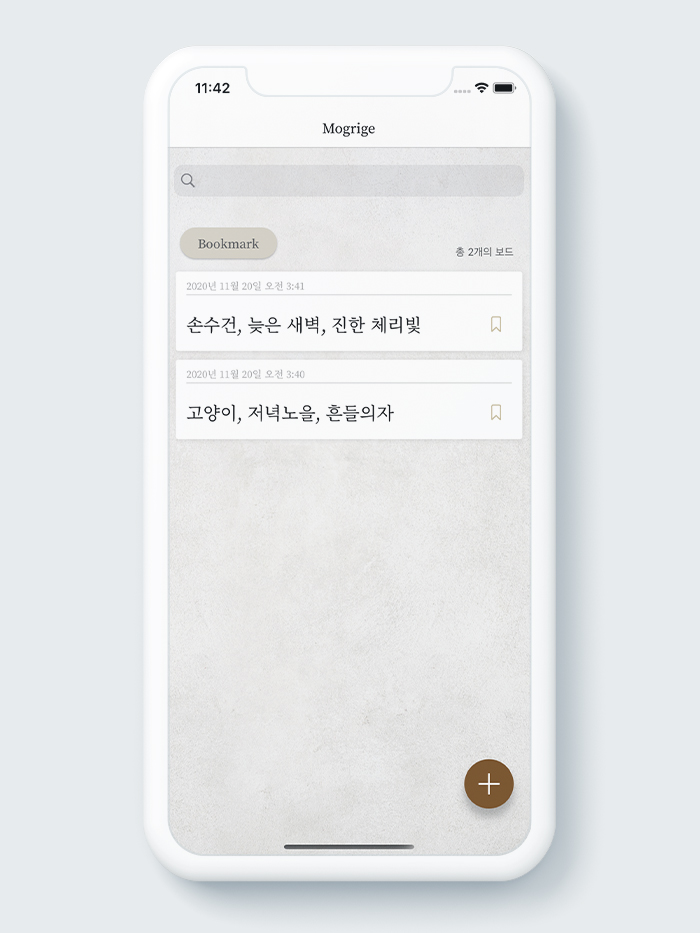 11:42
Mogrige
Bookmark
총 2개의 보드
2020년 11월 20일 오전 3:41
손수건, 늦은 새벽, 진한 체리빛
2020년 11월 20일 오전 3:40
고양이, 저녁노을, 흔들의자